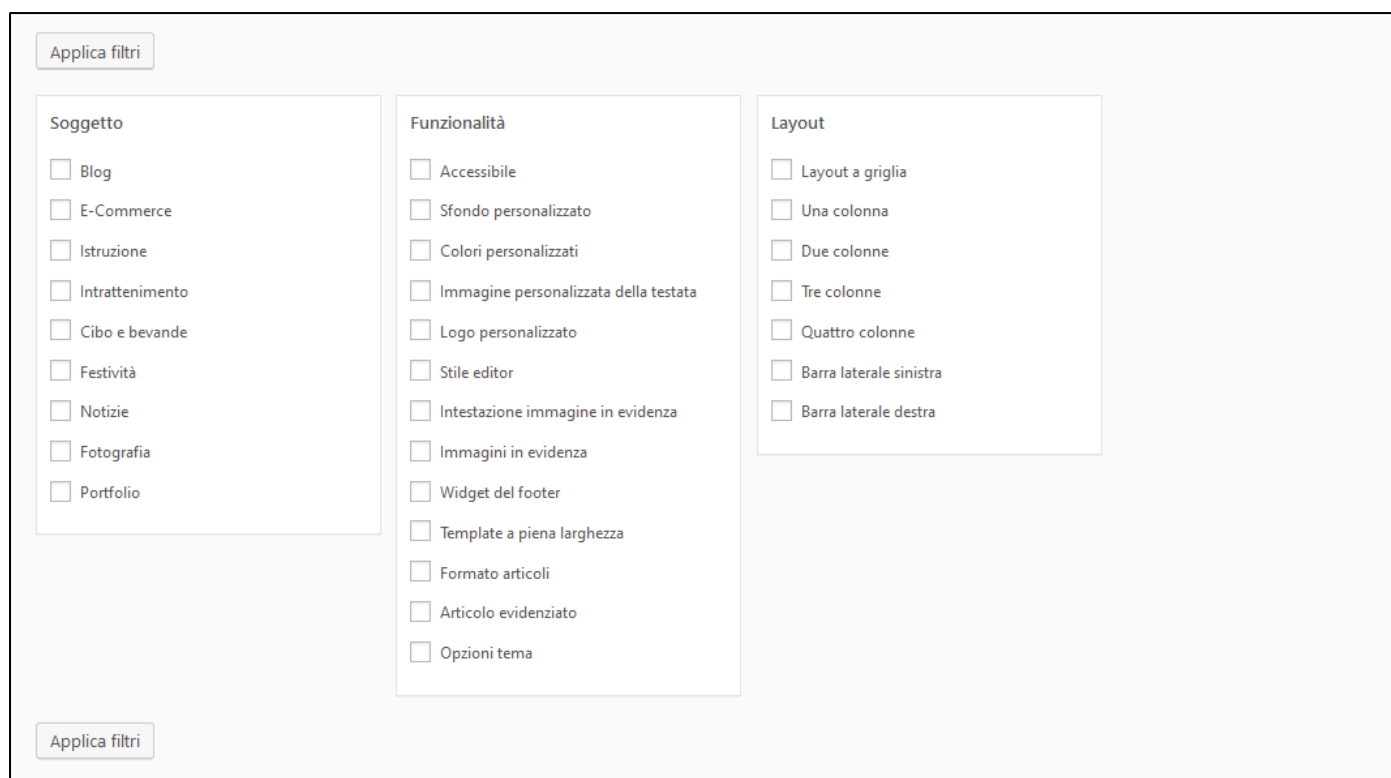 Applica filtri
Soggetto
Blog
E-Commerce
Istruzione
Intrattenimento
Cibo e bevande
Festività
Notizie
Fotografia
Portfolio
Funzionalità
Accessibile
Sfondo personalizzato
Colori personalizzati
Immagine personalizzata della testata
Logo personalizzato
Stile editor
Intestazione immagine in evidenza
Immagini in evidenza
Widget del footer
Template a piena larghezza
Formato articoli
Articolo evidenziato
Opzioni tema
Layout
Layout a griglia
Una colonna
Due colonne
Tre colonne
Quattro colonne
Barra laterale sinistra
Barra laterale destra
Applica filtri